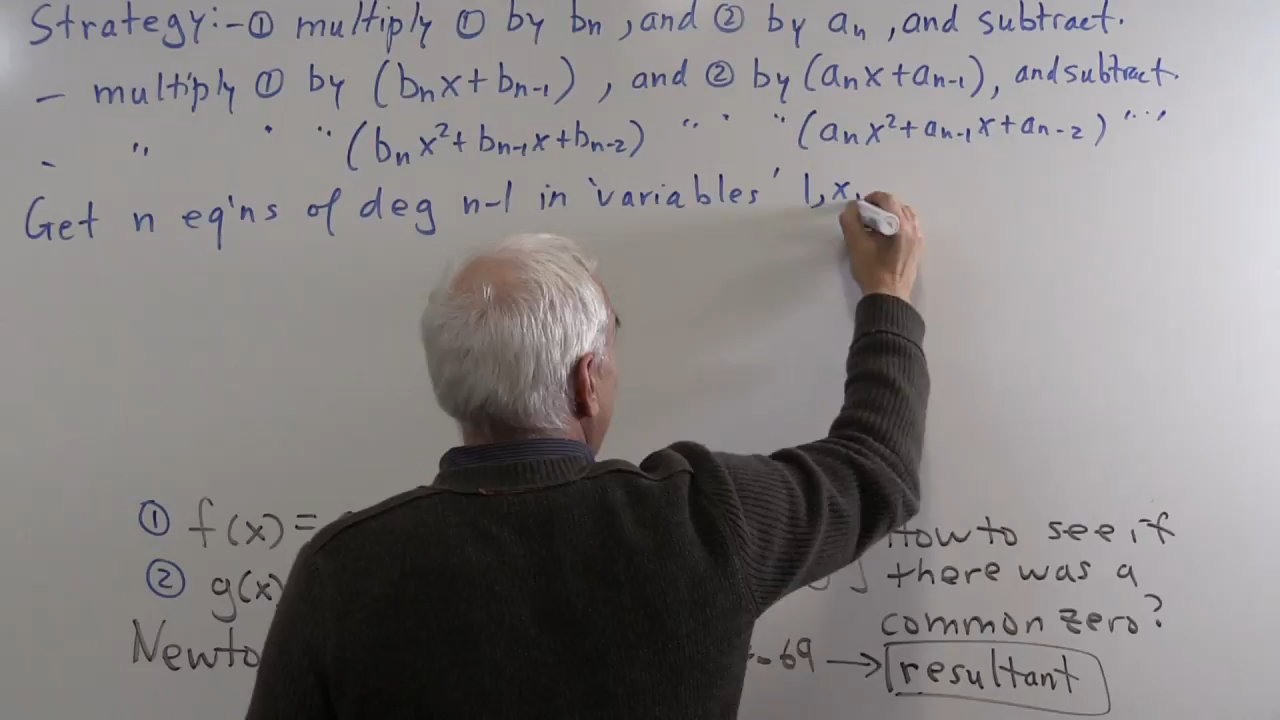 Strategy:- ① multiply ① by bₙ, and ② by aₙ, and subtract.
- multiply ① by (bₙx+bₙ₋₁), and ② by (aₙx+aₙ₋₁), and subtract.
- " " " (bₙx²+bₙ₋₁x+bₙ₋₂) " " " (aₙx²+aₙ₋₁x+aₙ₋₂) " " "
Get n eq'ns of deg n-1 in 'variables' 1,x,
① f(x)=
② g(x)
How to see if
there was a
common zero?
-69 → resultant